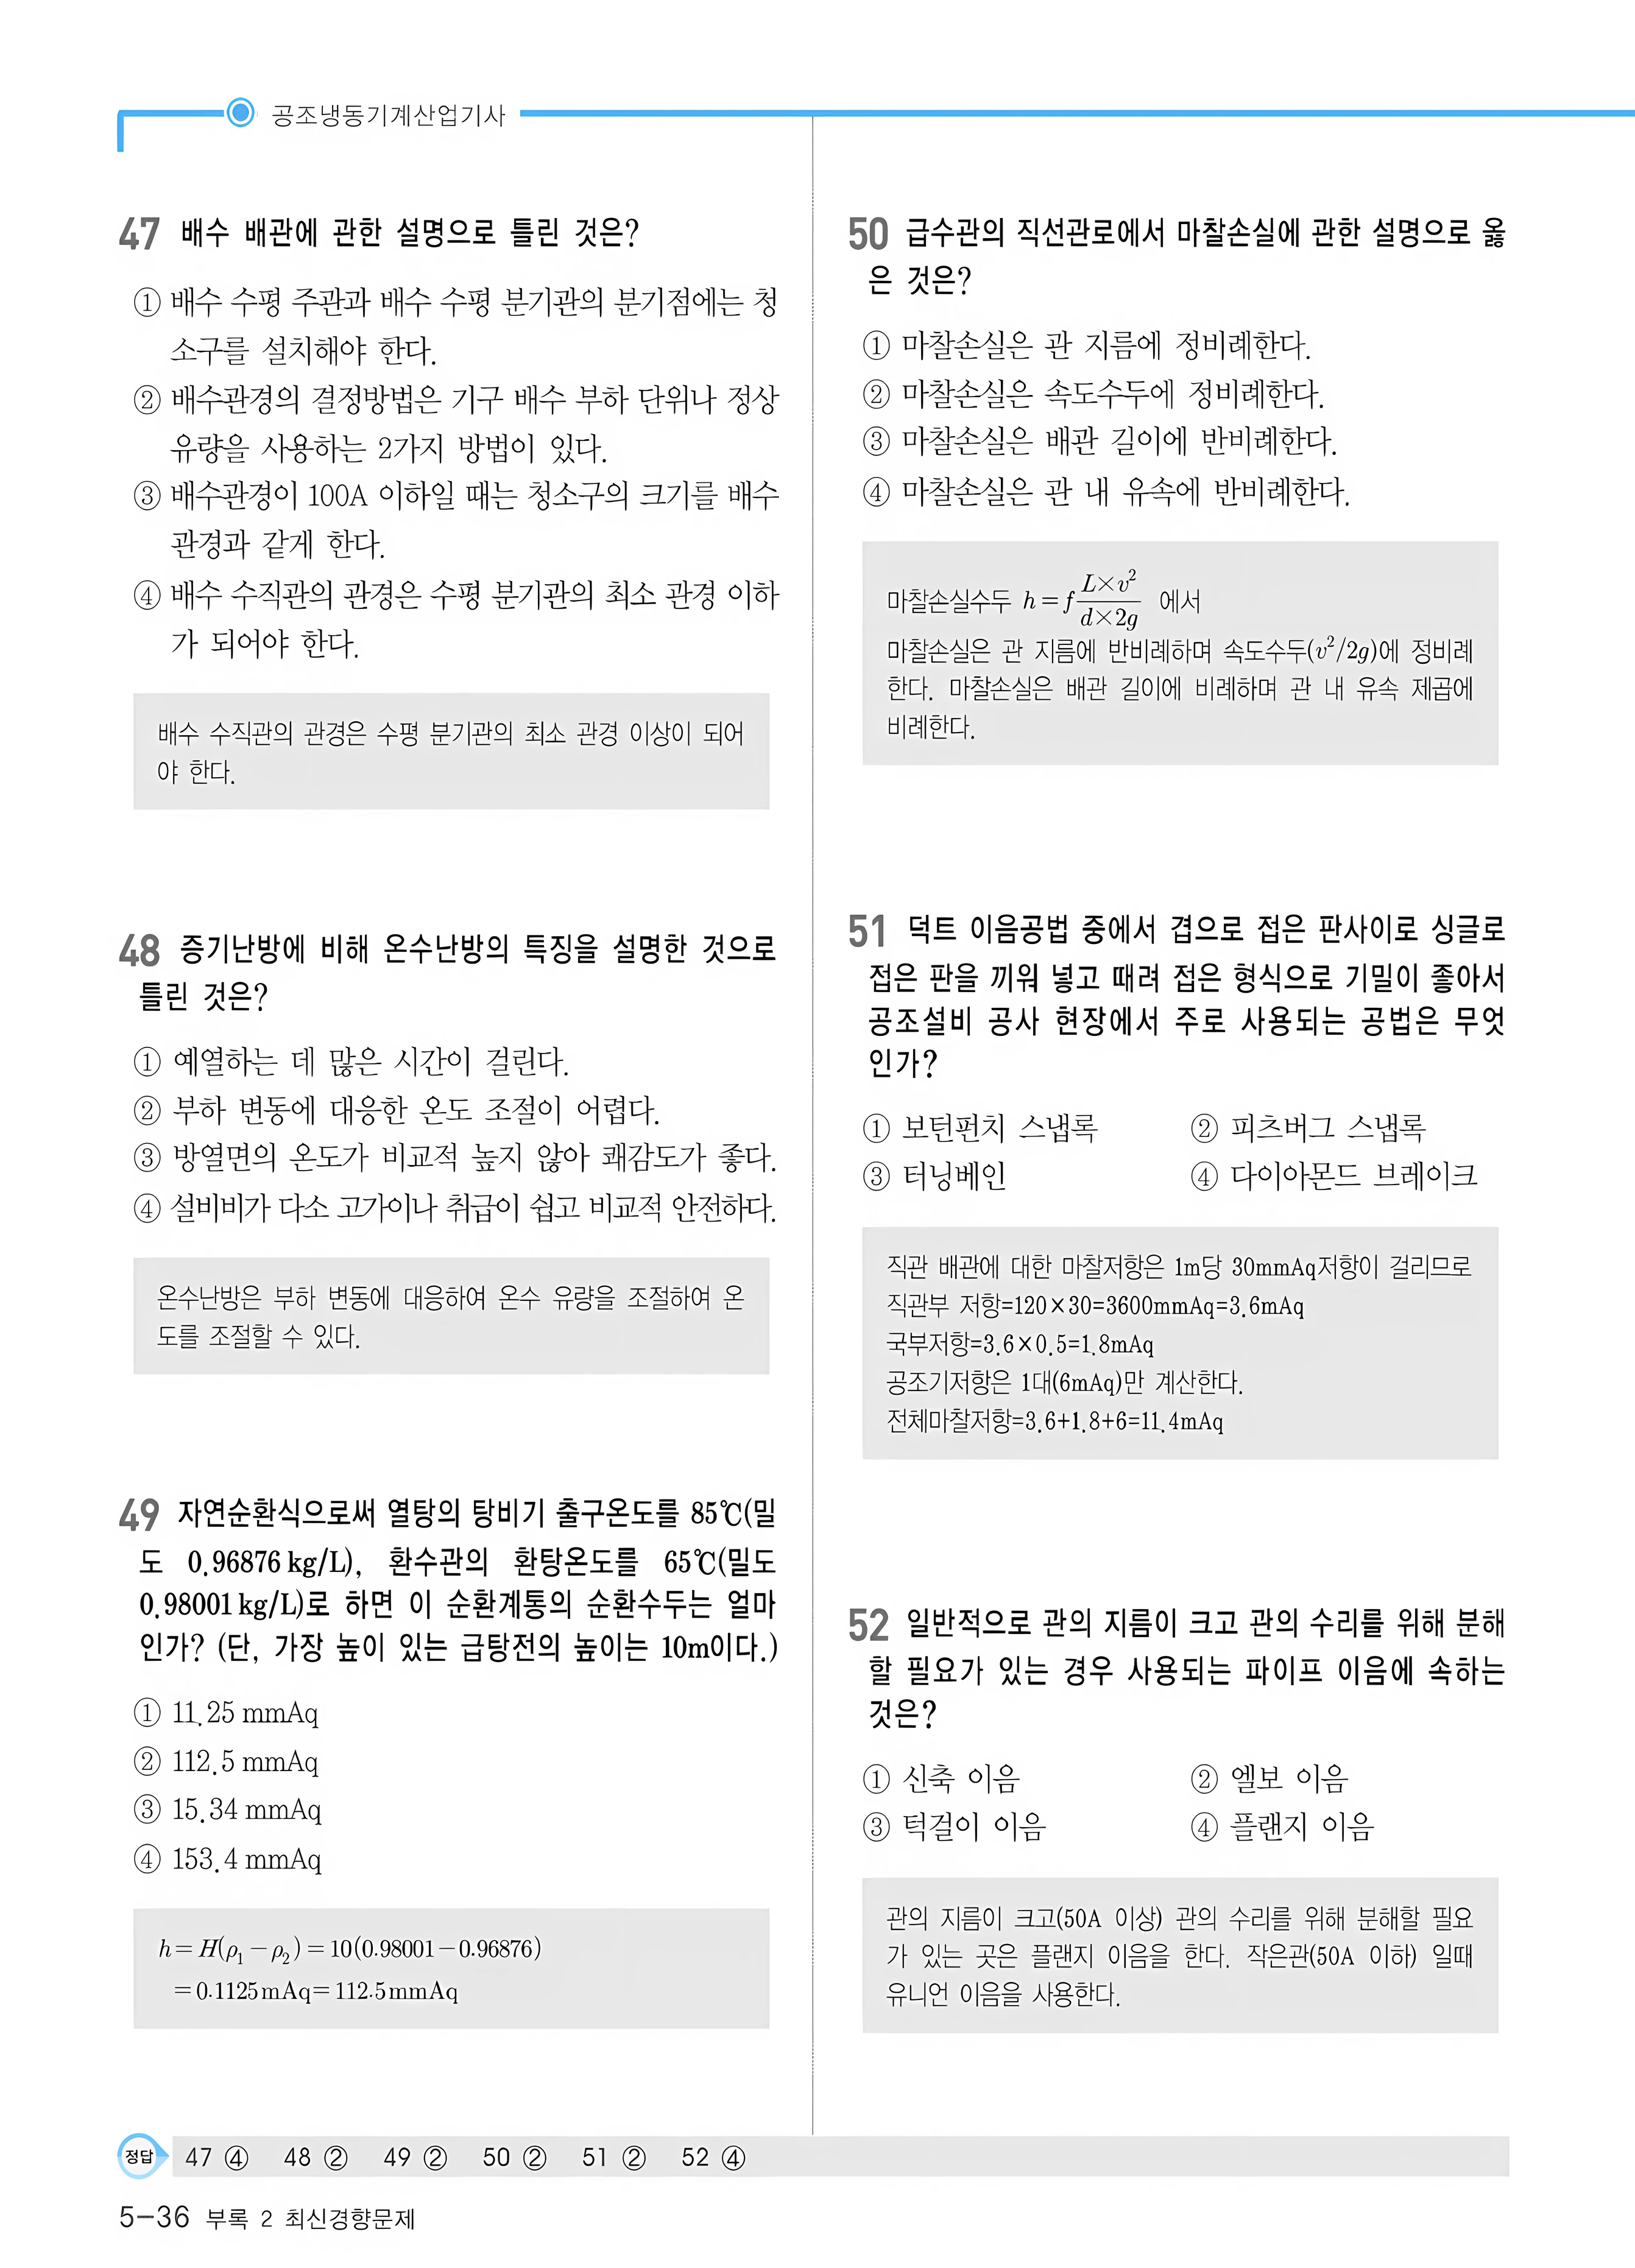 공조냉동기계산업기사
47 배수 배관에 관한 설명으로 틀린 것은?
① 배수 수평 주관과 배수 수평 분기관의 분기점에는 청
소구를 설치해야 한다.
② 배수관경의 결정방법은 기구 배수 부하 단위나 정상
유량을 사용하는 2가지 방법이 있다.
③ 배수관경이 100A 이하일 때는 청소구의 크기를 배수
관경과 같게 한다.
④ 배수 수직관의 관경은 수평 분기관의 최소 관경 이하
가 되어야 한다.
배수 수직관의 관경은 수평 분기관의 최소 관경 이상이 되어
야 한다.
48 증기난방에 비해 온수난방의 특징을 설명한 것으로
틀린 것은?
① 예열하는 데 많은 시간이 걸린다.
② 부하 변동에 대응한 온도 조절이 어렵다.
③ 방열면의 온도가 비교적 높지 않아 쾌감도가 좋다.
④ 설비비가 다소 고가이나 취급이 쉽고 비교적 안전하다.
온수난방은 부하 변동에 대응하여 온수 유량을 조절하여 온
도를 조절할 수 있다.
49 자연순환식으로써 열탕의 탕비기 출구온도를 85℃(밀
도 0.96876kg/L), 환수관의 환탕온도를 65℃(밀도
0.98001kg/L)로 하면 이 순환계통의 순환수두는 얼마
인가? (단, 가장 높이 있는 급탕전의 높이는 10m이다.)
① 11.25 mmAq
② 112.5 mmAq
③ 15.34 mmAq
④ 153.4 mmAq
h = H(ρ₁ − ρ₂) = 10(0.98001 − 0.96876)
= 0.1125mAq = 112.5mmAq
50 급수관의 직선관로에서 마찰손실에 관한 설명으로 옳
은 것은?
① 마찰손실은 관 지름에 정비례한다.
② 마찰손실은 속도수두에 정비례한다.
③ 마찰손실은 배관 길이에 반비례한다.
④ 마찰손실은 관 내 유속에 반비례한다.
마찰손실수두 h = f (L×v²)/(d×2g) 에서
마찰손실은 관 지름에 반비례하며 속도수두(v²/2g)에 정비례
한다. 마찰손실은 배관 길이에 비례하며 관 내 유속 제곱에
비례한다.
51 덕트 이음공법 중에서 겹으로 접은 판사이로 싱글로
접은 판을 끼워 넣고 때려 접은 형식으로 기밀이 좋아서
공조설비 공사 현장에서 주로 사용되는 공법은 무엇
인가?
① 보턴펀치 스냅록 ② 피츠버그 스냅록
③ 터닝베인 ④ 다이아몬드 브레이크
직관 배관에 대한 마찰저항은 1m당 30mmAq저항이 걸리므로
직관부 저항=120×30=3600mmAq=3.6mAq
국부저항=3.6×0.5=1.8mAq
공조기저항은 1대(6mAq)만 계산한다.
전체마찰저항=3.6+1.8+6=11.4mAq
52 일반적으로 관의 지름이 크고 관의 수리를 위해 분해
할 필요가 있는 경우 사용되는 파이프 이음에 속하는
것은?
① 신축 이음 ② 엘보 이음
③ 턱걸이 이음 ④ 플랜지 이음
관의 지름이 크고(50A 이상) 관의 수리를 위해 분해할 필요
가 있는 곳은 플랜지 이음을 한다. 작은관(50A 이하) 일때
유니언 이음을 사용한다.
정답 47 ④ 48 ② 49 ② 50 ② 51 ② 52 ④
5-36 부록 2 최신경향문제